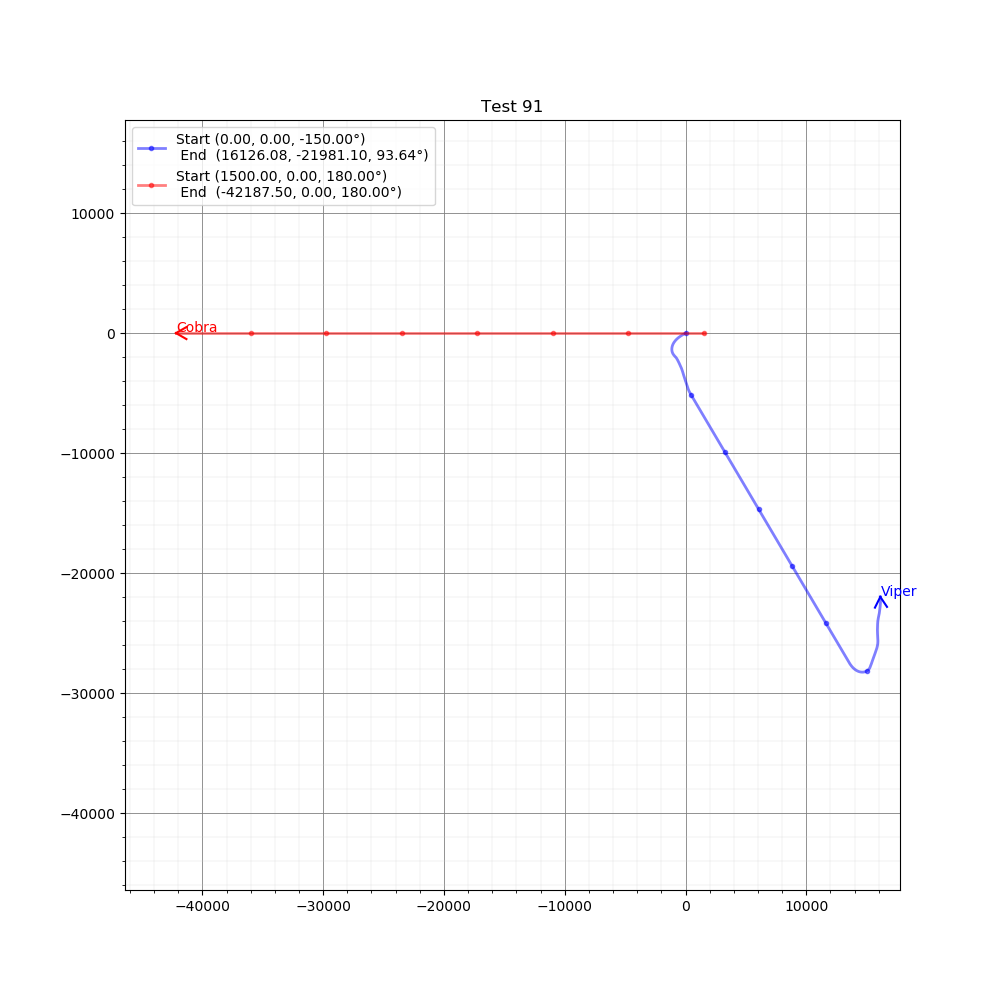 Test 91
Start (0.00, 0.00, -150.00°)
End  (16126.08, -21981.10, 93.64°)
Start (1500.00, 0.00, 180.00°)
End  (-42187.50, 0.00, 180.00°)
10000
0
−10000
−20000
−30000
−40000
Cobra
Viper
−40000
−30000
−20000
−10000
0
10000